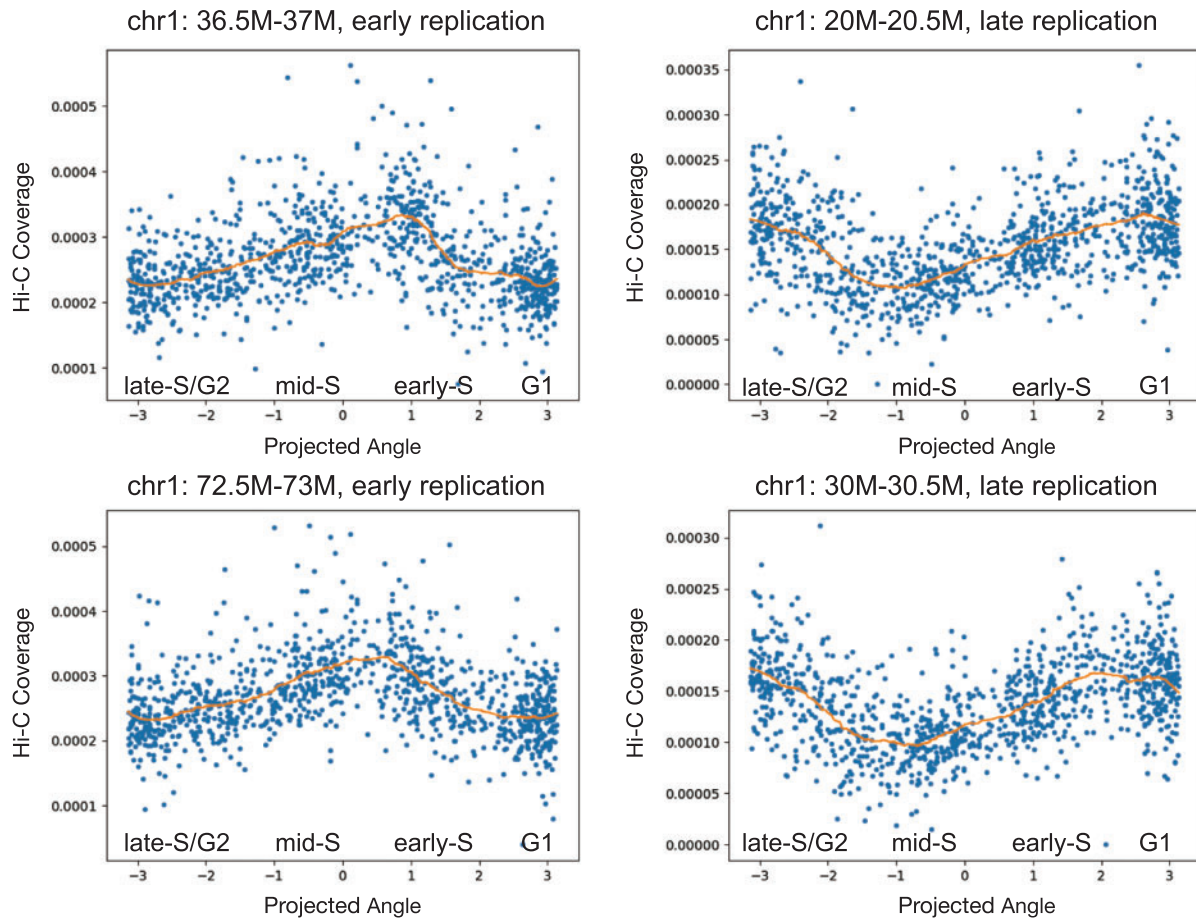 chr1: 36.5M-37M, early replication
Hi-C Coverage
0.0005
0.0004
0.0003
0.0002
0.0001
late-S/G2 mid-S early-S G1
−3 −2 −1 0 1 2 3
Projected Angle
chr1: 20M-20.5M, late replication
Hi-C Coverage
0.00035
0.00030
0.00025
0.00020
0.00015
0.00010
0.00005
0.00000
late-S/G2 mid-S early-S G1
−3 −2 −1 0 1 2 3
Projected Angle
chr1: 72.5M-73M, early replication
Hi-C Coverage
0.0005
0.0004
0.0003
0.0002
0.0001
late-S/G2 mid-S early-S G1
−3 −2 −1 0 1 2 3
Projected Angle
chr1: 30M-30.5M, late replication
Hi-C Coverage
0.00030
0.00025
0.00020
0.00015
0.00010
0.00005
0.00000
late-S/G2 mid-S early-S G1
−3 −2 −1 0 1 2 3
Projected Angle